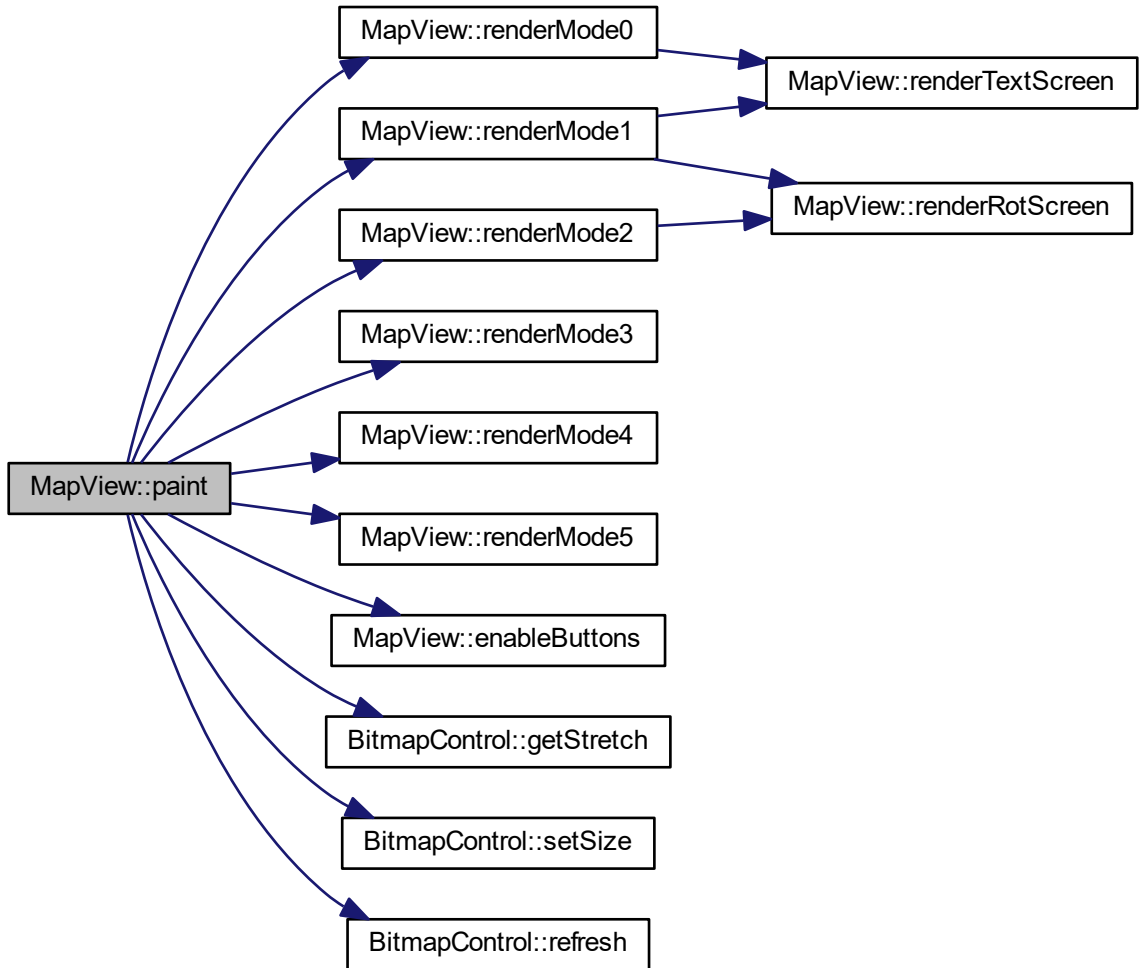 MapView::renderMode0
MapView::renderTextScreen
MapView::renderMode1
MapView::renderRotScreen
MapView::renderMode2
MapView::renderMode3
MapView::renderMode4
MapView::paint
MapView::renderMode5
MapView::enableButtons
BitmapControl::getStretch
BitmapControl::setSize
BitmapControl::refresh